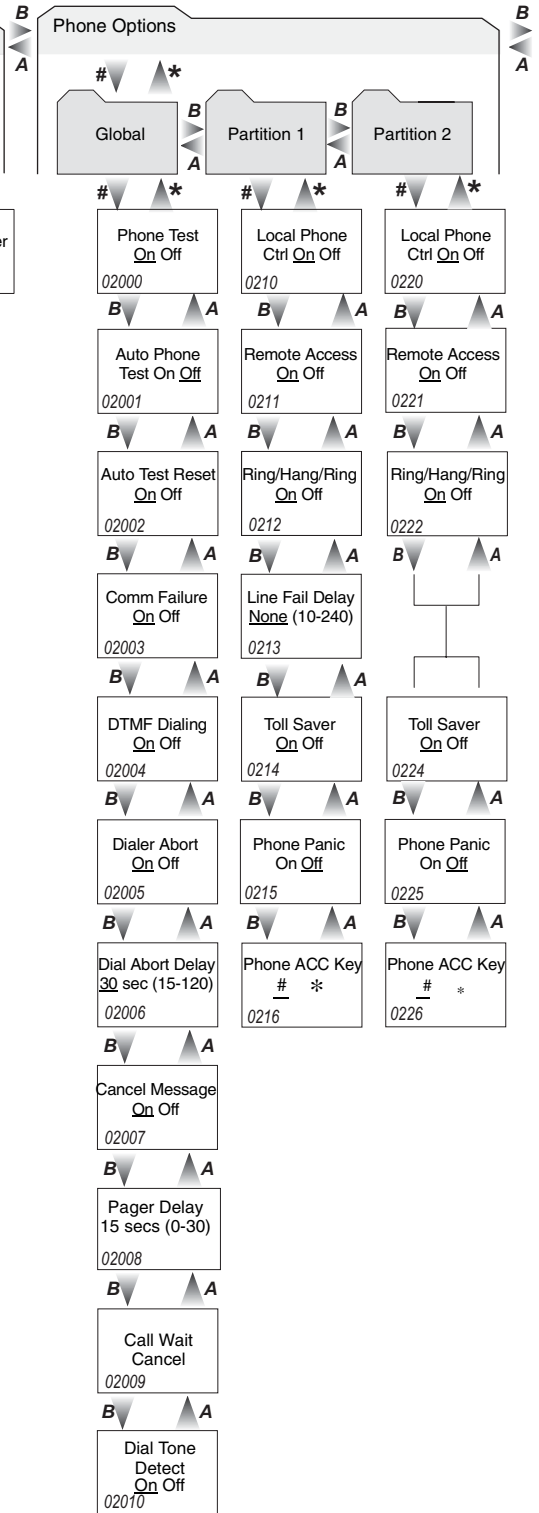 B
A
Phone Options
B
A
# *
Global
B
A
Partition 1
B
A
Partition 2
# *
# *
# *
er
Phone Test
On Off
02000
B A
Auto Phone
Test On Off
02001
B A
Auto Test Reset
On Off
02002
B A
Comm Failure
On Off
02003
B A
DTMF Dialing
On Off
02004
B A
Dialer Abort
On Off
02005
B A
Dial Abort Delay
30 sec (15-120)
02006
B A
Cancel Message
On Off
02007
B A
Pager Delay
15 secs (0-30)
02008
B A
Call Wait
Cancel
02009
B A
Dial Tone
Detect
On Off
02010
Local Phone
Ctrl On Off
0210
B A
Remote Access
On Off
0211
B A
Ring/Hang/Ring
On Off
0212
B A
Line Fail Delay
None (10-240)
0213
B A
Toll Saver
On Off
0214
B A
Phone Panic
On Off
0215
B A
Phone ACC Key
# *
0216
Local Phone
Ctrl On Off
0220
B A
Remote Access
On Off
0221
B A
Ring/Hang/Ring
On Off
0222
B A
Toll Saver
On Off
0224
B A
Phone Panic
On Off
0225
B A
Phone ACC Key
# *
0226